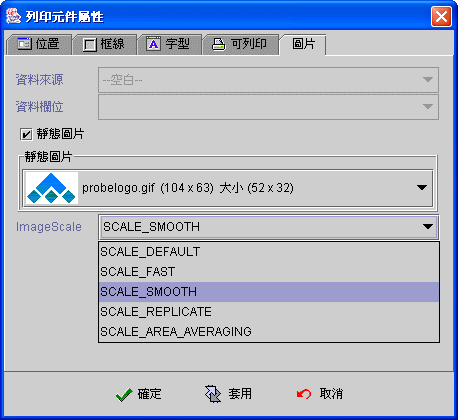 列印元件屬性
位置 框線 字型 可列印 圖片
資料來源 --空白--
資料欄位
靜態圖片
靜態圖片
probelogo.gif (104 x 63) 大小 (52 x 32)
ImageScale SCALE_SMOOTH
SCALE_DEFAULT
SCALE_FAST
SCALE_SMOOTH
SCALE_REPLICATE
SCALE_AREA_AVERAGING
確定 套用 取消